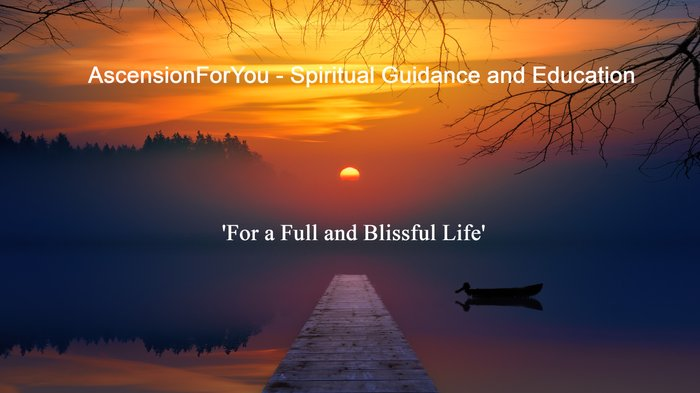 AscensionForYou - Spiritual Guidance and Education
'For a Full and Blissful Life'